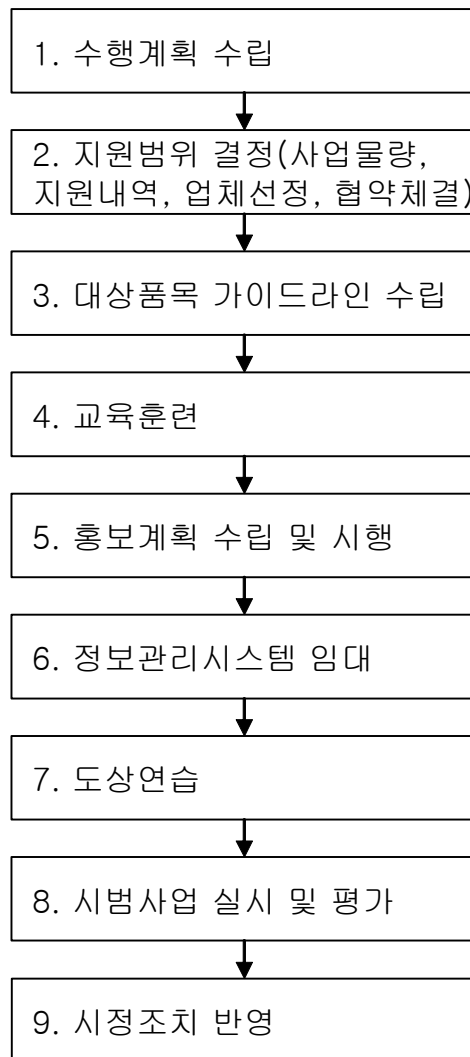 1. 수행계획 수립
2. 지원범위 결정(사업물량,
지원내역, 업체선정, 협약체결)
3. 대상품목 가이드라인 수립
4. 교육훈련
5. 홍보계획 수립 및 시행
6. 정보관리시스템 임대
7. 도상연습
8. 시범사업 실시 및 평가
9. 시정조치 반영